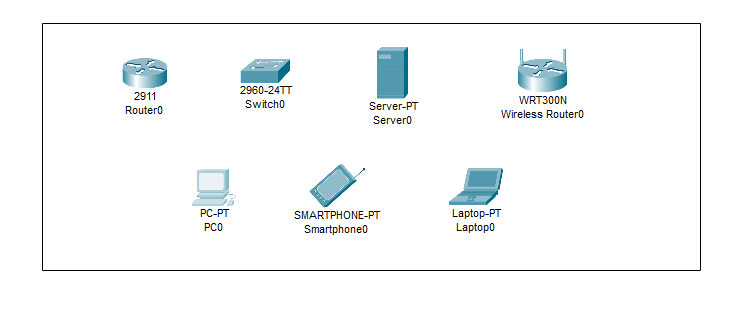 2911
Router0
2960-24TT
Switch0
Server-PT
Server0
WRT300N
Wireless Router0
PC-PT
PC0
SMARTPHONE-PT
Smartphone0
Laptop-PT
Laptop0